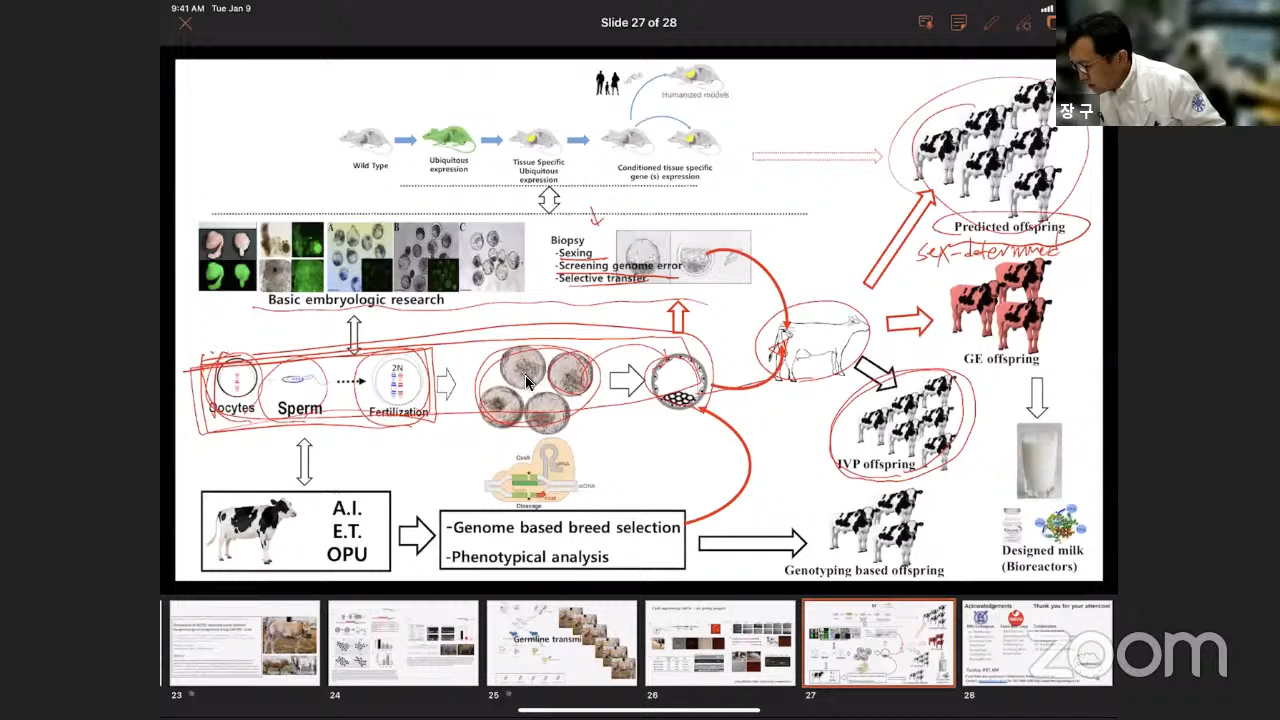 9:41 AM Tue Jan 9
Slide 27 of 28
장 구
Humanized models
Wild Type
Ubiquitous
expression
Tissue Specific
Ubiquitous
expression
Conditioned tissue specific
gene (s) expression
Predicted offspring
sex-determined
A
B
C
Biopsy
-Sexing
-Screening genome error
-Selective transfer
Basic embryologic research
GE offspring
Oocytes
Sperm
2N
Fertilization
IVP offspring
Cas9
Cleavage
A.I.
E.T.
OPU
-Genome based breed selection
-Phenotypical analysis
Genotyping based offspring
Designed milk
(Bioreactors)
Germline transmi
Acknowledgements
Thank you for your attention!
23
24
25
26
27
28
zoom